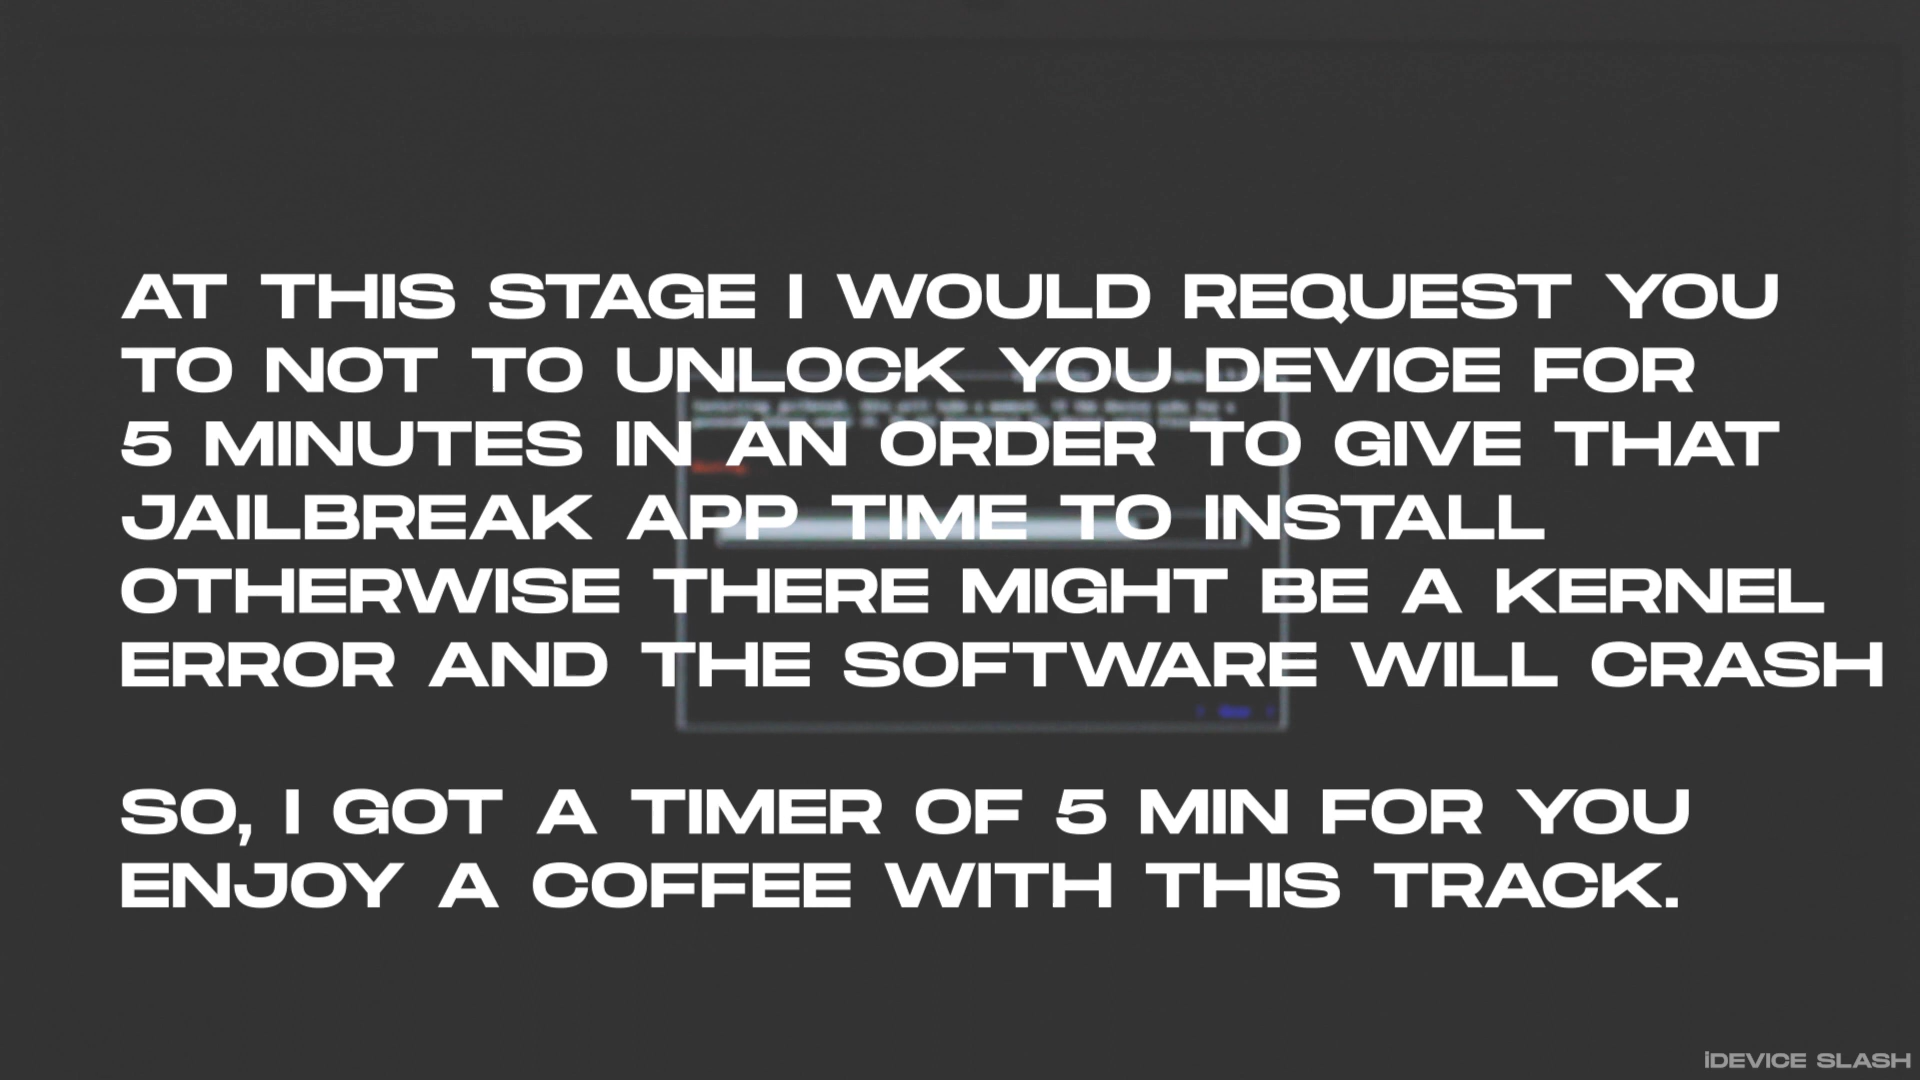 AT THIS STAGE I WOULD REQUEST YOU
TO NOT TO UNLOCK YOU DEVICE FOR
5 MINUTES IN AN ORDER TO GIVE THAT
JAILBREAK APP TIME TO INSTALL
OTHERWISE THERE MIGHT BE A KERNEL
ERROR AND THE SOFTWARE WILL CRASH
SO, I GOT A TIMER OF 5 MIN FOR YOU
ENJOY A COFFEE WITH THIS TRACK.
iDEVICE SLASH